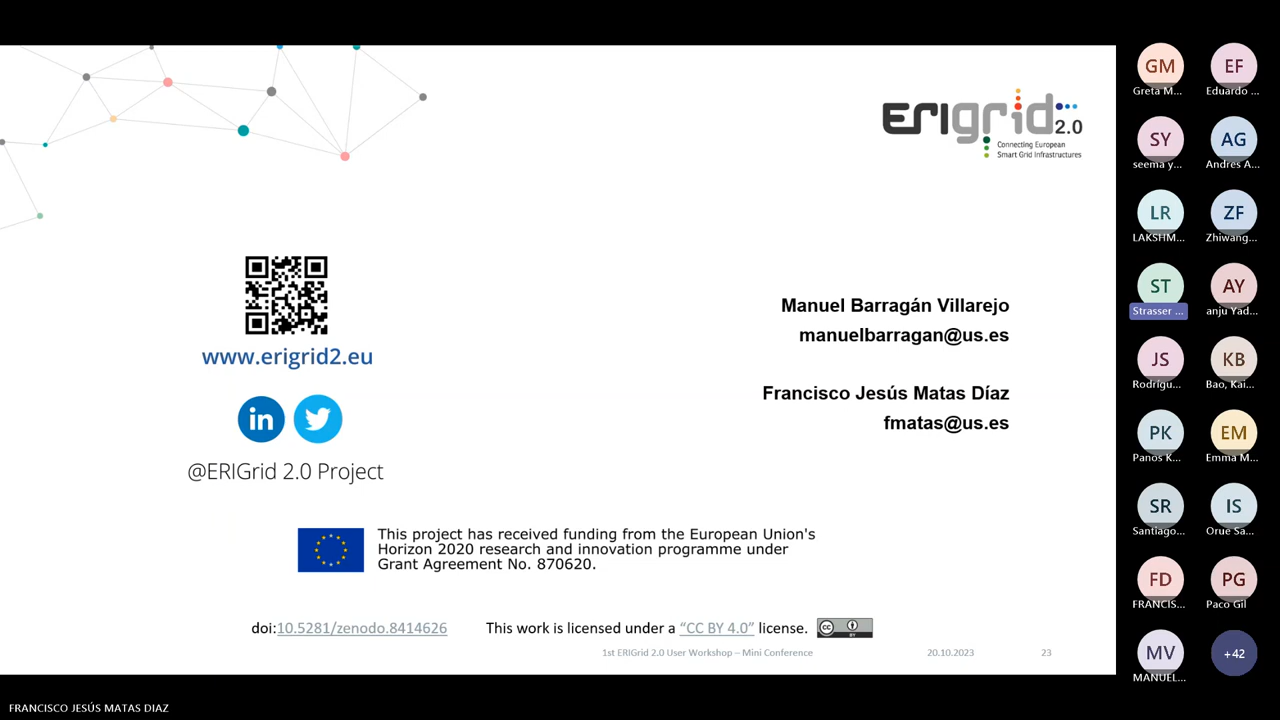 ERIgrid 2.0
Connecting European
Smart Grid Infrastructures
www.erigrid2.eu
in
@ERIGrid 2.0 Project
Manuel Barragán Villarejo
manuelbarragan@us.es
Francisco Jesús Matas Díaz
fmatas@us.es
This project has received funding from the European Union's
Horizon 2020 research and innovation programme under
Grant Agreement No. 870620.
doi:10.5281/zenodo.8414626
This work is licensed under a “CC BY 4.0” license.
CC BY
1st ERIGrid 2.0 User Workshop – Mini Conference
20.10.2023
23
GM EF
Greta M... Eduardo ...
SY AG
seema y... Andres A...
LR ZF
LAKSHM... Zhiwang...
ST AY
Strasser ... anju Yad...
JS KB
Rodrígu... Bao, Kai...
PK EM
Panos K... Emma M...
SR IS
Santiago... Orue Sa...
FD PG
FRANCIS... Paco Gil
MV +42
MANUEL...
FRANCISCO JESÚS MATAS DIAZ